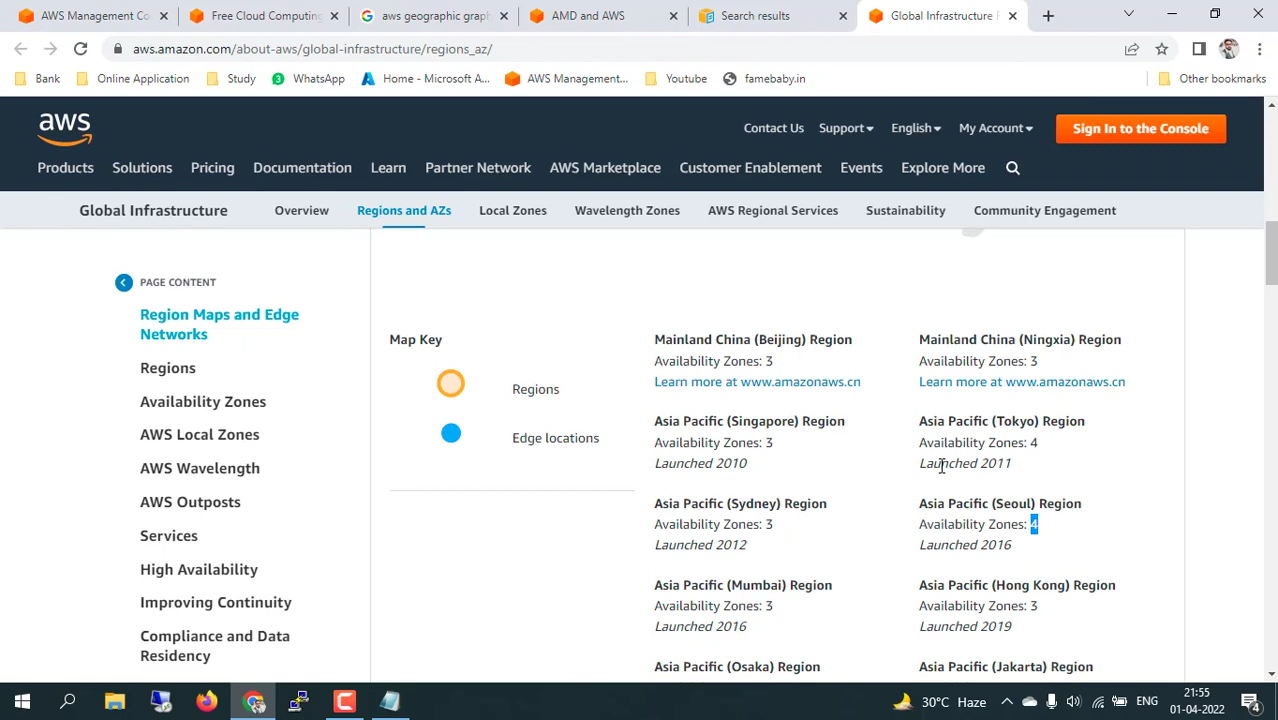 AWS Management Co
Free Cloud Computing
aws geographic graph
AMD and AWS
Search results
Global Infrastructure R
aws.amazon.com/about-aws/global-infrastructure/regions_az/
Bank
Online Application
Study
3
WhatsApp
Home - Microsoft A...
AWS Management...
Youtube
famebaby.in
Other bookmarks
aws
Contact Us
Support
English
My Account
Sign In to the Console
Products
Solutions
Pricing
Documentation
Learn
Partner Network
AWS Marketplace
Customer Enablement
Events
Explore More
Global Infrastructure
Overview
Regions and AZs
Local Zones
Wavelength Zones
AWS Regional Services
Sustainability
Community Engagement
PAGE CONTENT
Region Maps and Edge
Networks
Regions
Availability Zones
AWS Local Zones
AWS Wavelength
AWS Outposts
Services
High Availability
Improving Continuity
Compliance and Data
Residency
Map Key
Regions
Edge locations
Mainland China (Beijing) Region
Availability Zones: 3
Learn more at www.amazonaws.cn
Asia Pacific (Singapore) Region
Availability Zones: 3
Launched 2010
Asia Pacific (Sydney) Region
Availability Zones: 3
Launched 2012
Asia Pacific (Mumbai) Region
Availability Zones: 3
Launched 2016
Asia Pacific (Osaka) Region
Mainland China (Ningxia) Region
Availability Zones: 3
Learn more at www.amazonaws.cn
Asia Pacific (Tokyo) Region
Availability Zones: 4
Launched 2011
Asia Pacific (Seoul) Region
Availability Zones: 4
Launched 2016
Asia Pacific (Hong Kong) Region
Availability Zones: 3
Launched 2019
Asia Pacific (Jakarta) Region
30°C Haze
ENG
21:55
01-04-2022
4